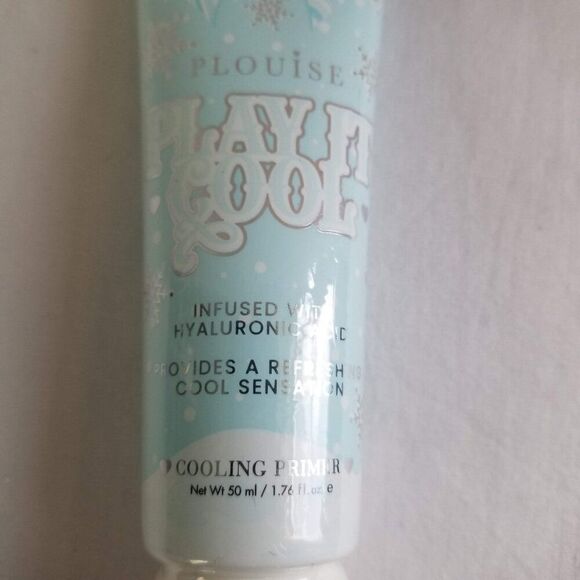 PLOUISE
PLAY IT
COOL
INFUSED WITH
HYALURONIC ACID
PROVIDES A REFRESHING
COOL SENSATION
COOLING PRIMER
Net Wt 50 ml / 1.76 fl. oz. e